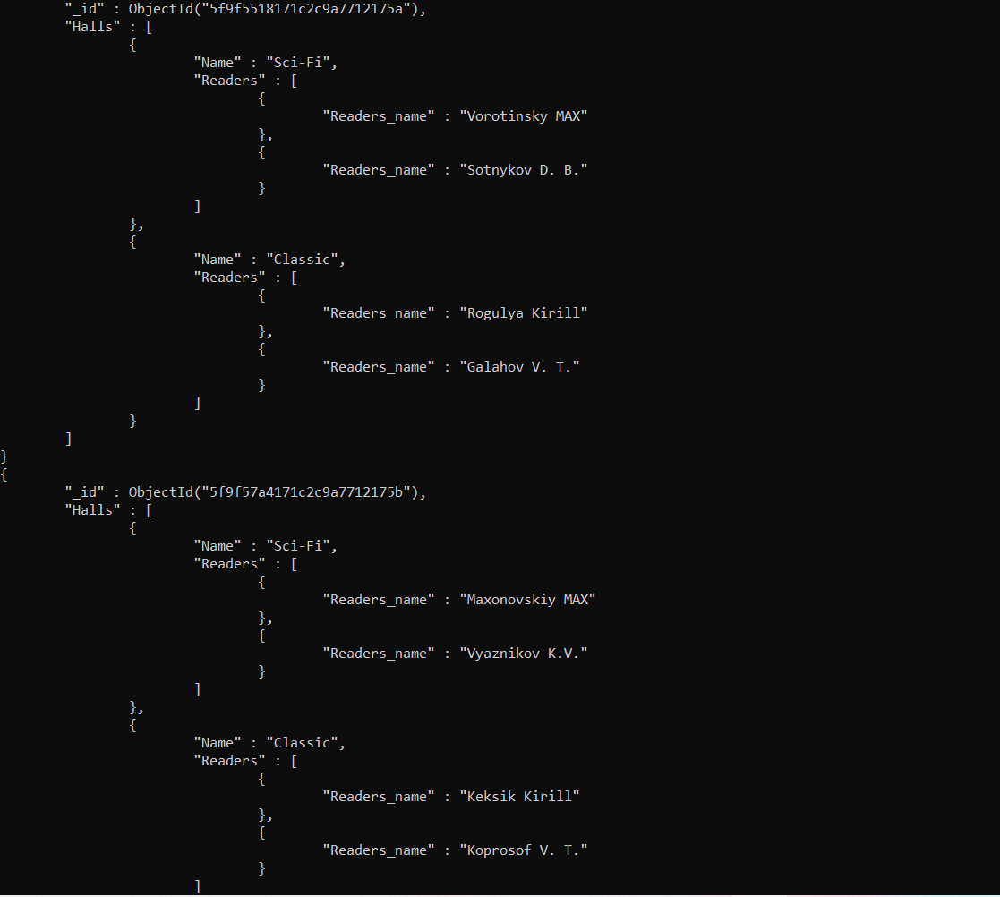 "_id" : ObjectId("5f9f5518171c2c9a7712175a"),
"Halls" : [
{
"Name" : "Sci-Fi",
"Readers" : [
{
"Readers_name" : "Vorotinsky MAX"
},
{
"Readers_name" : "Sotnykov D. B."
}
]
},
{
"Name" : "Classic",
"Readers" : [
{
"Readers_name" : "Rogulya Kirill"
},
{
"Readers_name" : "Galahov V. T."
}
]
}
]
}
{
"_id" : ObjectId("5f9f57a4171c2c9a7712175b"),
"Halls" : [
{
"Name" : "Sci-Fi",
"Readers" : [
{
"Readers_name" : "Maxonovskiy MAX"
},
{
"Readers_name" : "Vyaznikov K.V."
}
]
},
{
"Name" : "Classic",
"Readers" : [
{
"Readers_name" : "Keksik Kirill"
},
{
"Readers_name" : "Koprosof V. T."
}
]